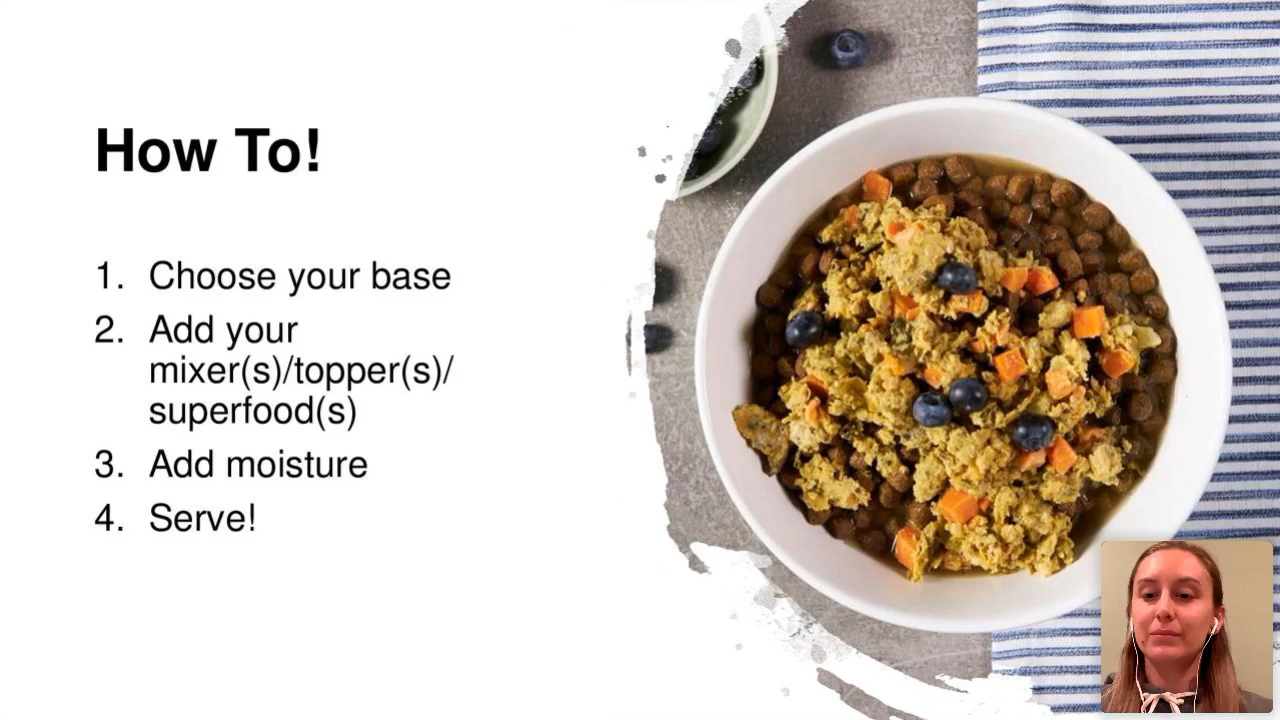 How To!
1. Choose your base
2. Add your
mixer(s)/topper(s)/
superfood(s)
3. Add moisture
4. Serve!